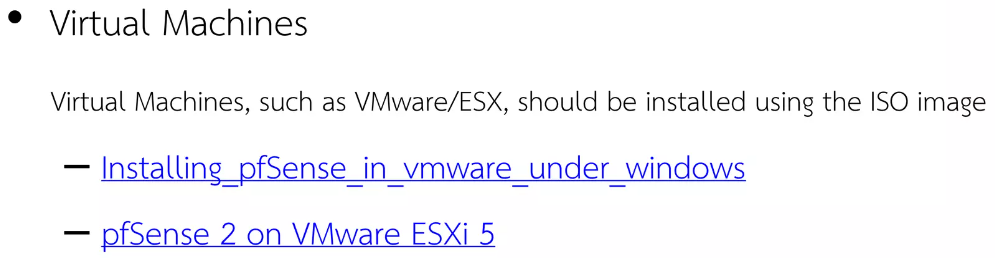 • Virtual Machines
Virtual Machines, such as VMware/ESX, should be installed using the ISO image
– Installing_pfSense_in_vmware_under_windows
– pfSense 2 on VMware ESXi 5